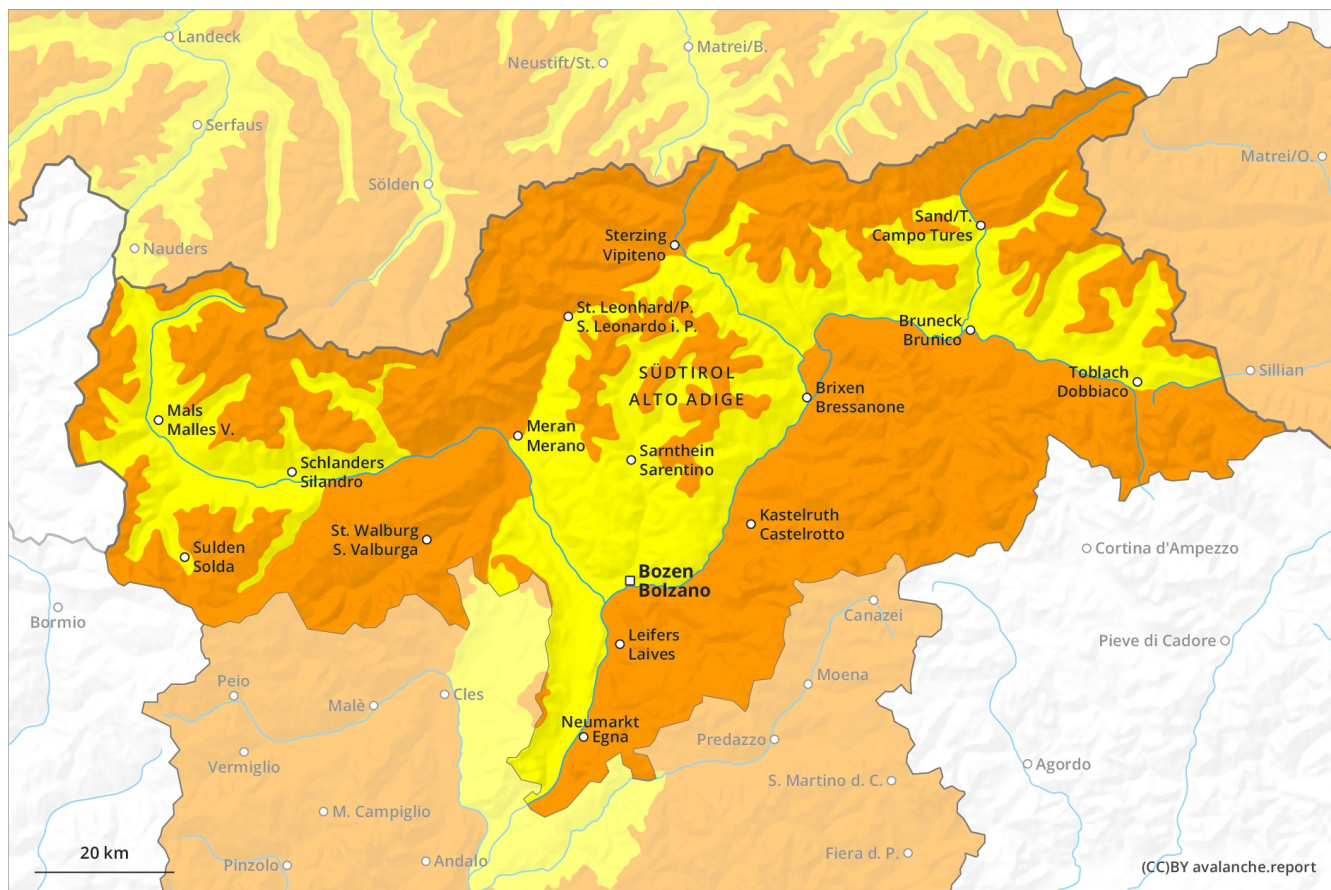 Landeck
Matrei/B.
Neustift/St.
Serfaus
Matrei/O.
Sölden
Sand/T.
Campo Tures
Sterzing
Vipiteno
Nauders
St. Leonhard/P.
S. Leonardo i. P.
Bruneck
Brunico
SÜDTIROL
ALTO ADIGE
Toblach
Dobbiaco
Sillian
Brixen
Bressanone
Mals
Malles V.
Meran
Merano
Sarnthein
Sarentino
Schlanders
Silandro
Kastelruth
Castelrotto
St. Walburg
S. Valburga
Sulden
Solda
Cortina d'Ampezzo
Bozen
Bolzano
Bormio
Canazei
Leifers
Laives
Pieve di Cadore
Moena
Peio
Cles
Malè
Neumarkt
Egna
Predazzo
Vermiglio
Agordo
S. Martino d. C.
M. Campiglio
20 km
Pinzolo
Andalo
Fiera d. P.
(CC)BY avalanche.report